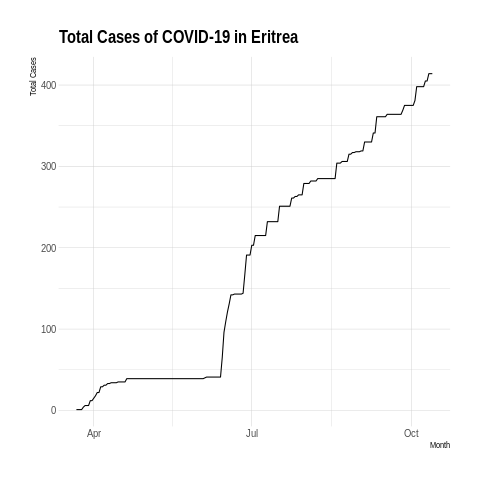 Total Cases of COVID-19 in Eritrea
Total Cases
400
300
200
100
0
Apr Jul Oct
Month